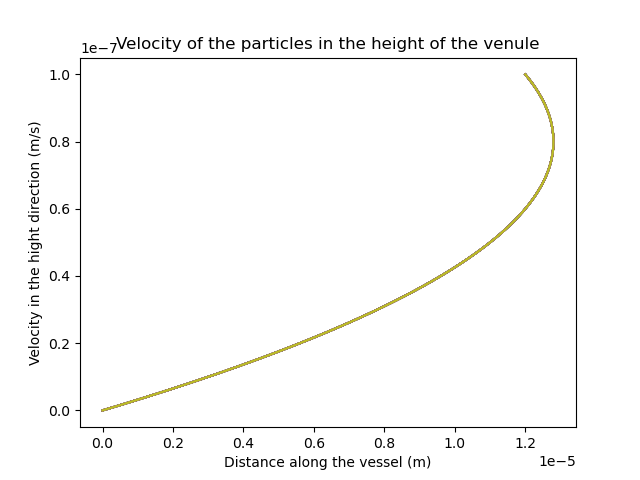 Velocity of the particles in the height of the venule
1e−7
1.0
0.8
0.6
0.4
0.2
0.0
Velocity in the hight direction (m/s)
0.0 0.2 0.4 0.6 0.8 1.0 1.2
1e−5
Distance along the vessel (m)